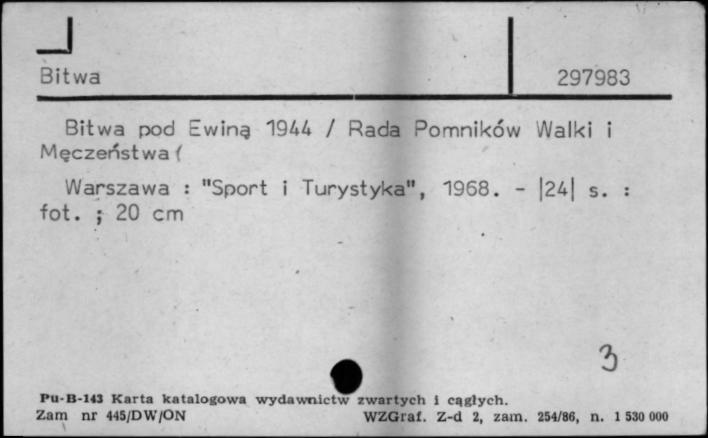 Bitwa 297983
Bitwa pod Ewiną 1944 / Rada Pomników Walki i
Męczeństwa (
Warszawa : "Sport i Turystyka", 1968. - |24| s. :
fot. ; 20 cm
3
Pu-B-143 Karta katalogowa wydawnictw zwartych i cągłych.
Zam nr 445/DW/ON WZGraf. Z-d 2, zam. 254/86, n. 1 530 000